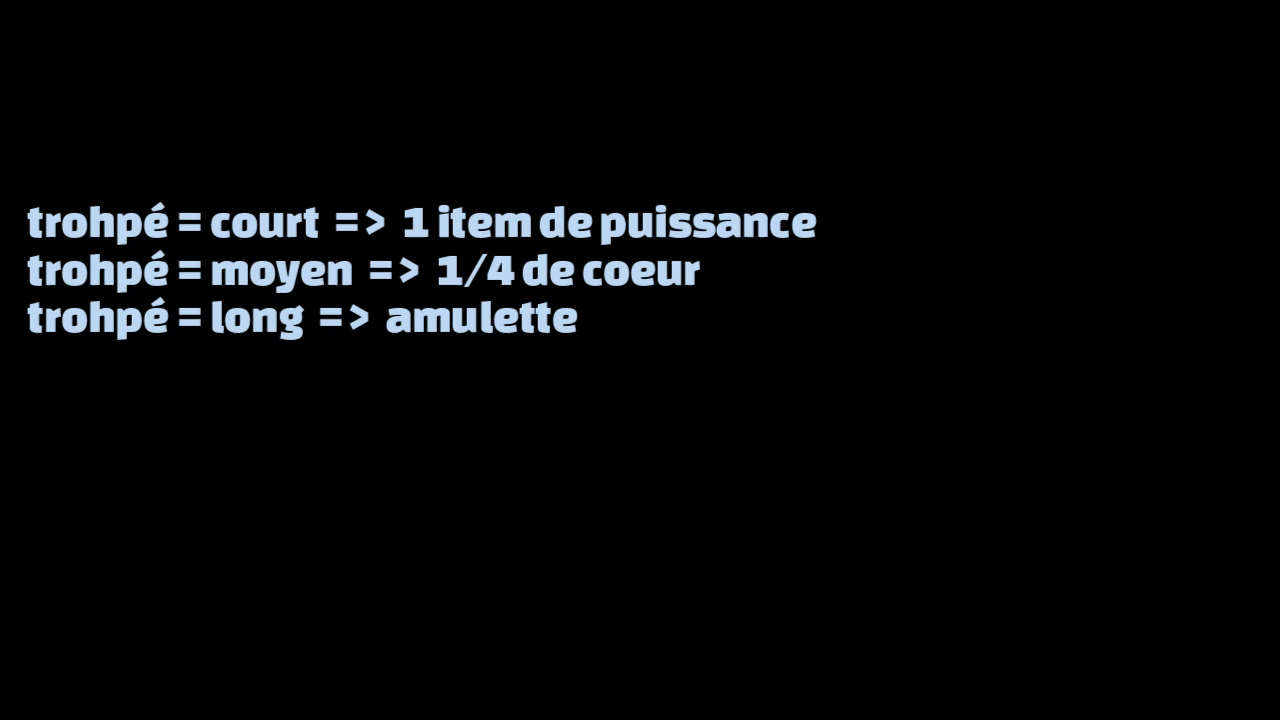 trohpé = court => 1 item de puissance
trohpé = moyen => 1/4 de coeur
trohpé = long => amulette